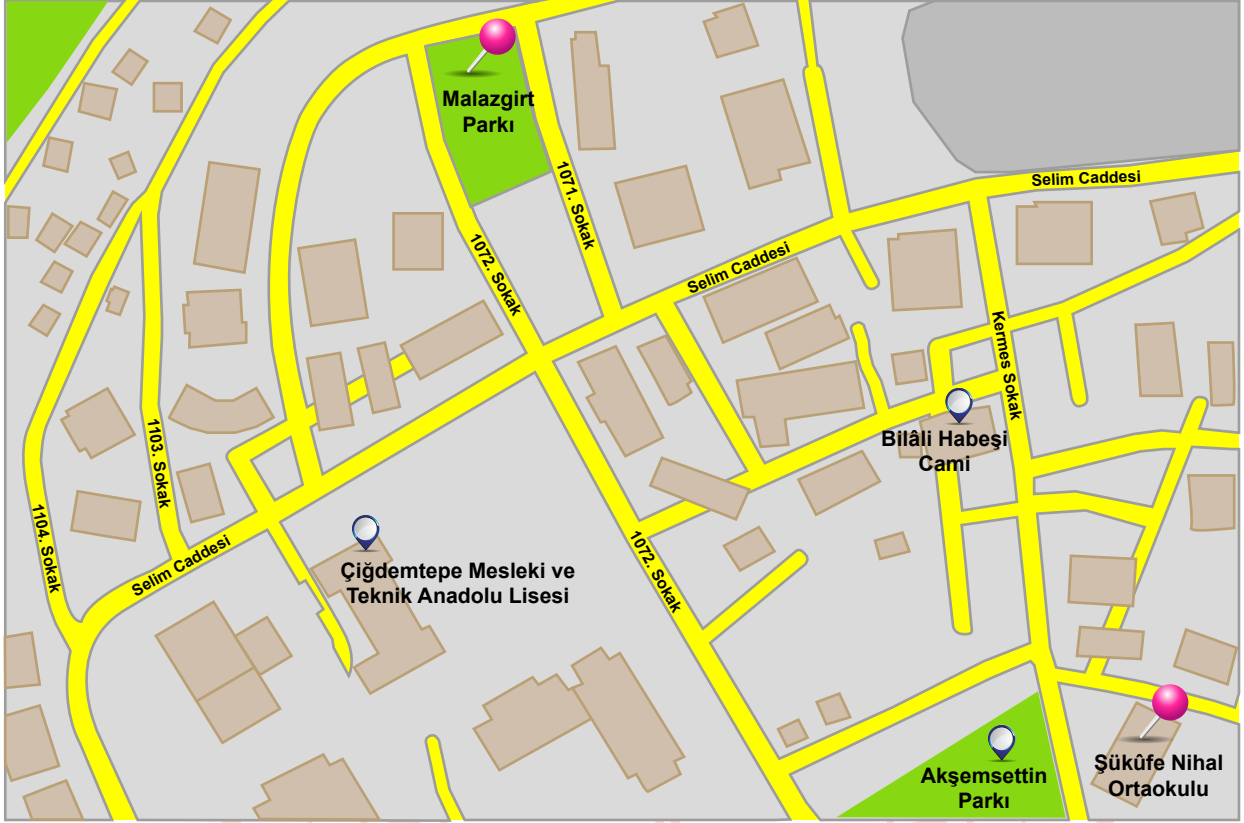 Malazgirt
Parkı
1071. Sokak
Selim Caddesi
1072. Sokak
Selim Caddesi
Kermes Sokak
Bilâli Habeşi
Cami
1103. Sokak
1104. Sokak
Selim Caddesi
Çiğdemtepe Mesleki ve
Teknik Anadolu Lisesi
1072. Sokak
Akşemsettin
Parkı
Şükûfe Nihal
Ortaokulu